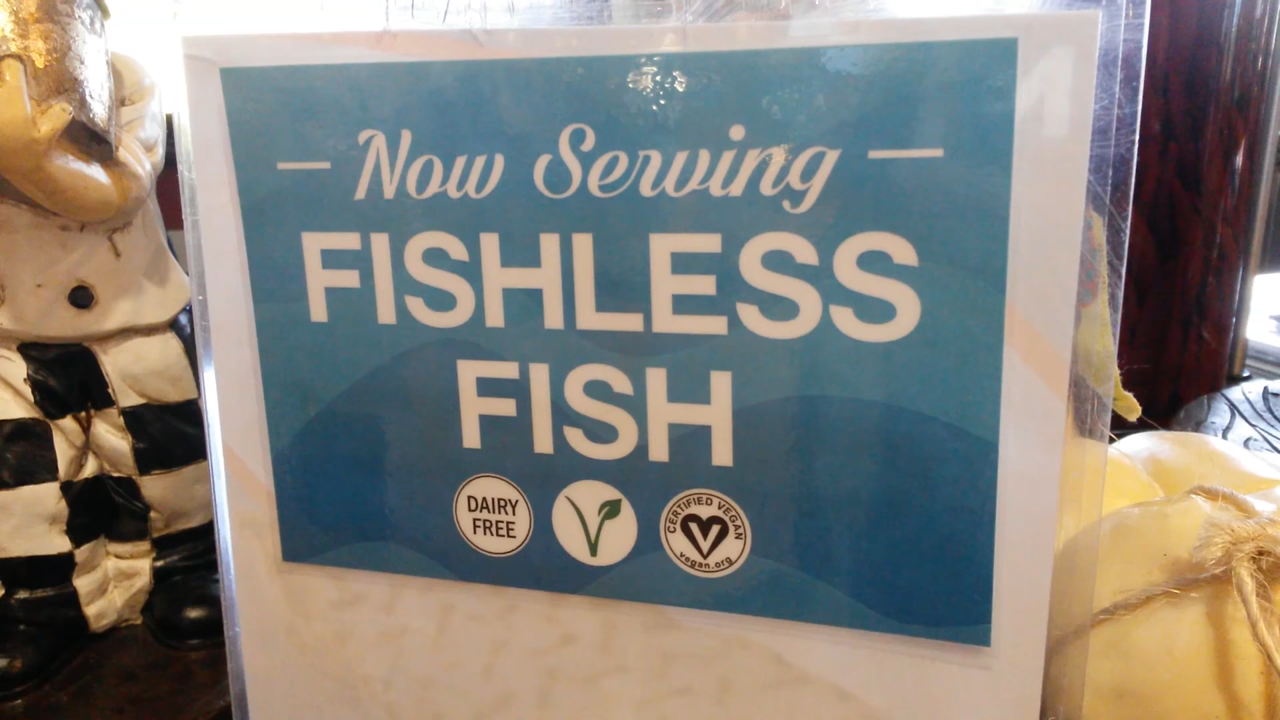 Now Serving
FISHLESS
FISH
DAIRY
FREE
CERTIFIED VEGAN
vegan.org